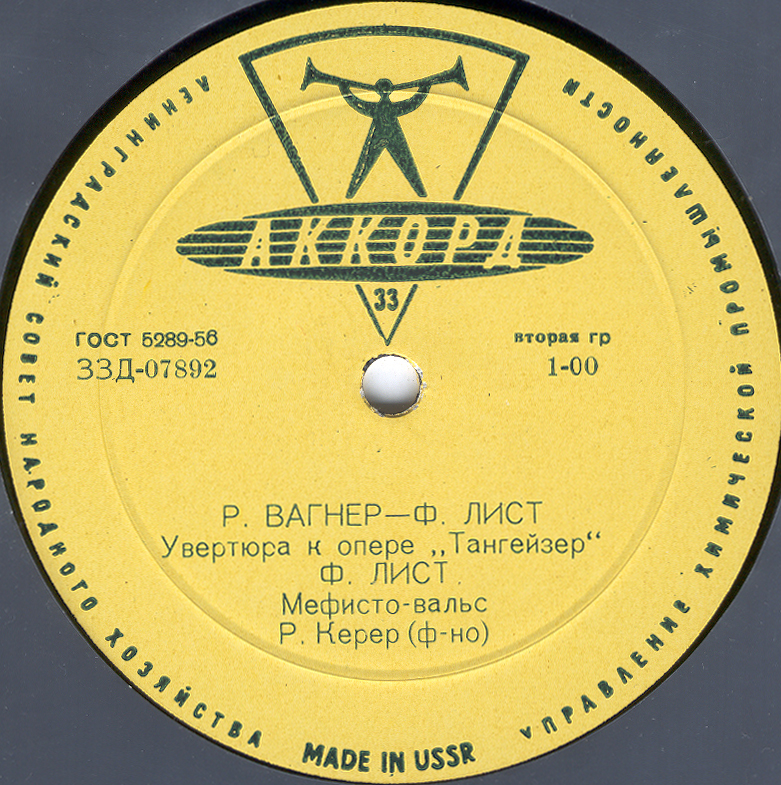 ЛЕНИНГРАДСКИЙ СОВЕТ НАРОДНОГО ХОЗЯЙСТВА
УПРАВЛЕНИЕ ХИМИЧЕСКОЙ ПРОМЫШЛЕННОСТИ
АККОРД
33
ГОСТ 5289-56
33Д-07892
вторая гр
1-00
Р. ВАГНЕР—Ф. ЛИСТ
Увертюра к опере „Тангейзер“
Ф. ЛИСТ.
Мефисто-вальс
Р. Керер (ф-но)
MADE IN USSR